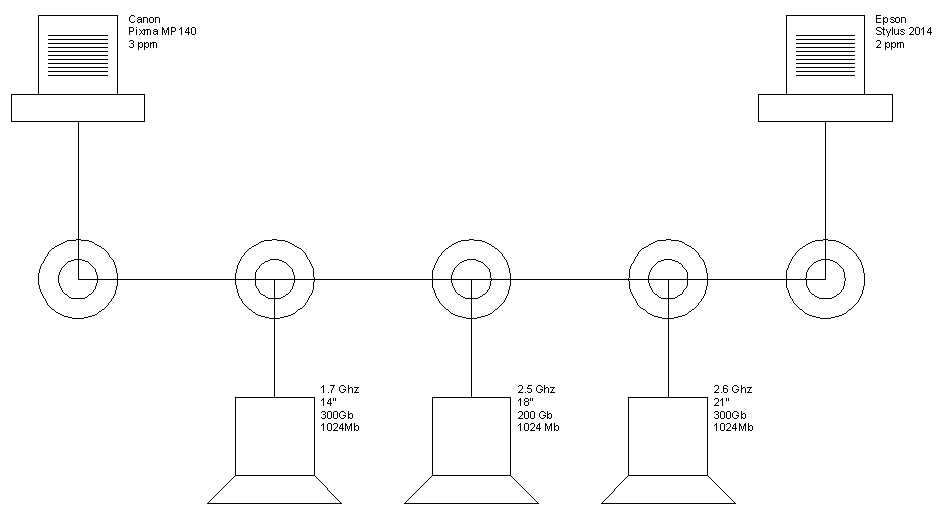 Canon
Pixma MP140
3 ppm
Epson
Stylus 2014
2 ppm
1.7 Ghz
14"
300Gb
1024Mb
2.5 Ghz
18"
200 Gb
1024 Mb
2.6 Ghz
21"
300Gb
1024Mb